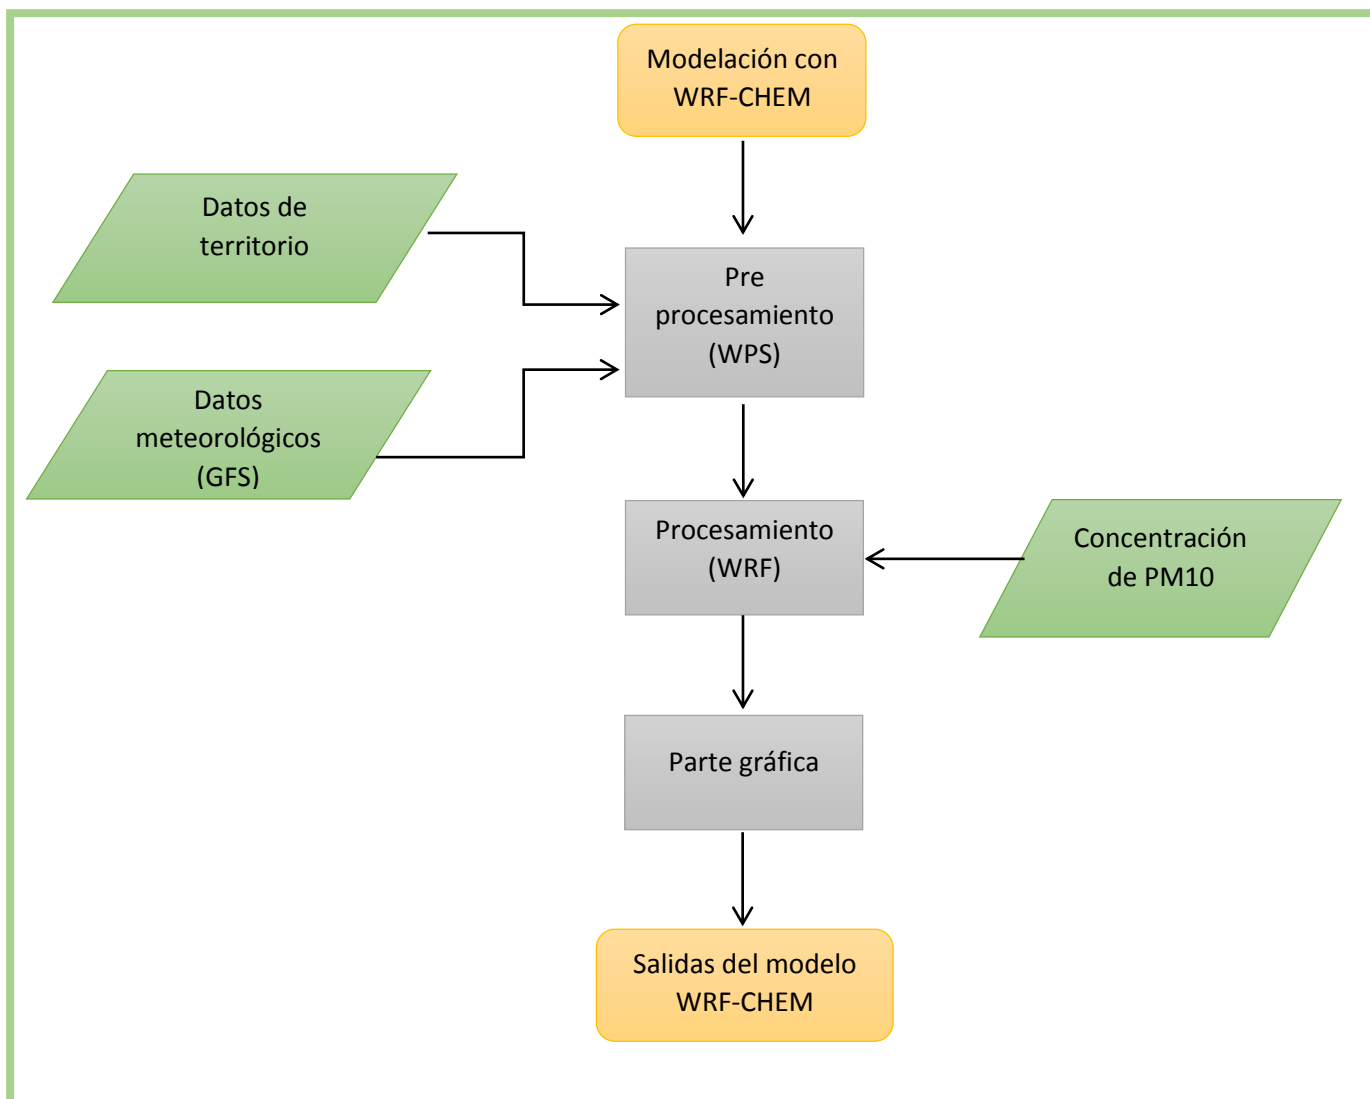 Modelación con
WRF-CHEM
Datos de
territorio
Pre
procesamiento
(WPS)
Datos
meteorológicos
(GFS)
Procesamiento
(WRF)
Concentración
de PM10
Parte gráfica
Salidas del modelo
WRF-CHEM